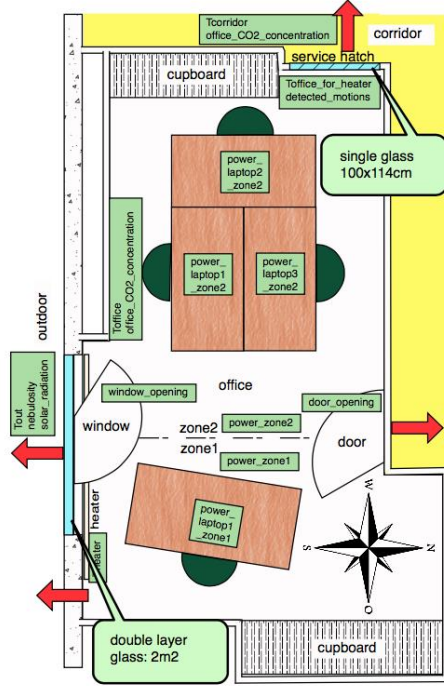 Tcorridor
office_CO2_concentration
corridor
service hatch
cupboard
Toffice_for_heater
detected_motions
single glass
100x114cm
power_
laptop2
_zone2
power_
laptop1
_zone2
power_
laptop3
_zone2
Toffice
office_CO2_concentration
outdoor
Tout
nebulosity
solar_radiation
office
window_opening
door_opening
window
zone2
power_zone2
door
zone1
power_zone1
power_
laptop1
_zone1
heater
heater
W
S
N
O
double layer
glass: 2m2
cupboard